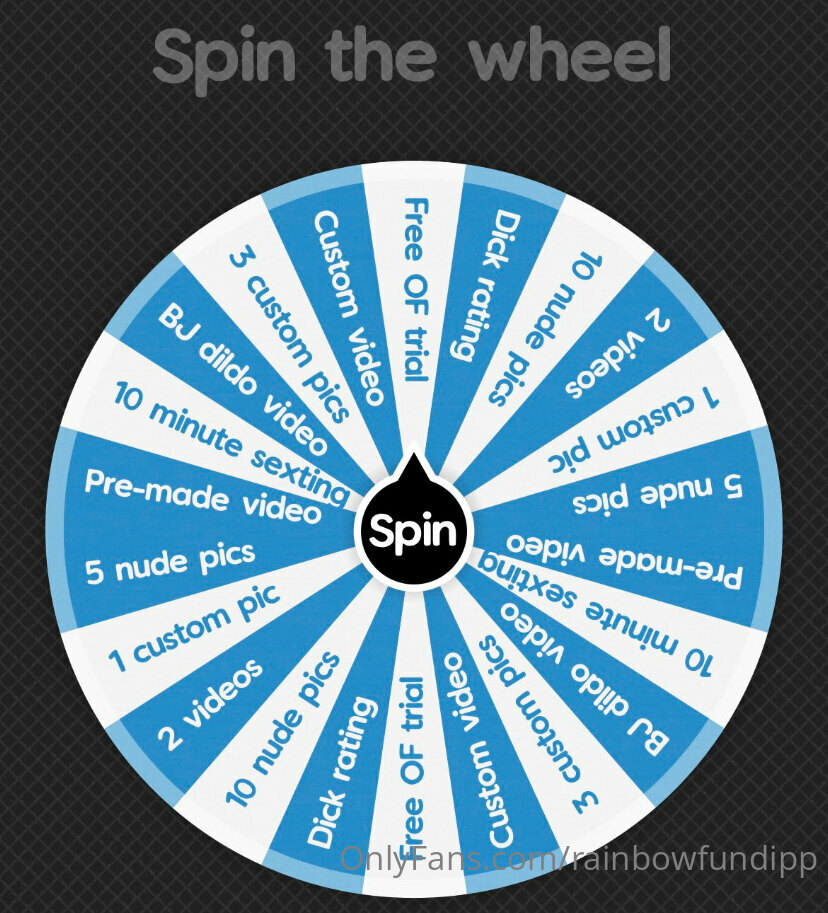 Spin the wheel
Free OF trial
Dick rating
10 nude pics
2 videos
1 custom pic
5 nude pics
Pre-made video
10 minute sexting
BJ dildo video
3 custom pics
Custom video
Free OF trial
Dick rating
10 nude pics
2 videos
1 custom pic
5 nude pics
Pre-made video
10 minute sexting
BJ dildo video
3 custom pics
Custom video
Spin
OnlyFans.com/rainbowfundipp